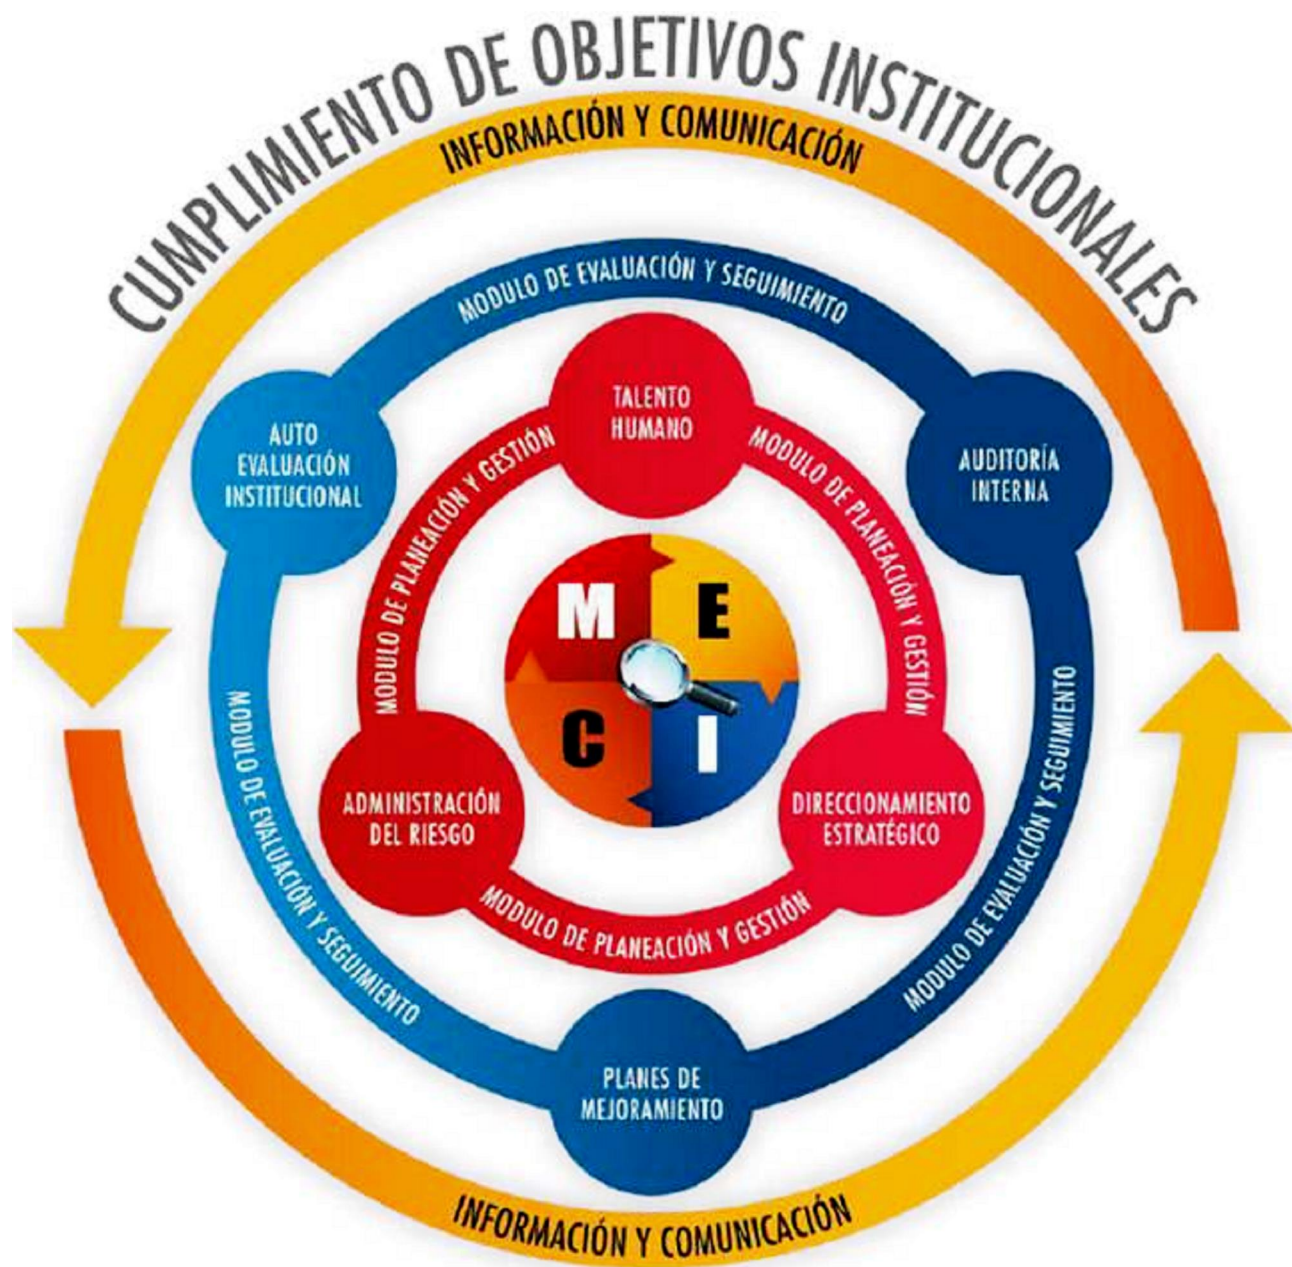 CUMPLIMIENTO DE OBJETIVOS INSTITUCIONALES
INFORMACIÓN Y COMUNICACIÓN
MODULO DE EVALUACIÓN Y SEGUIMIENTO
AUTO
EVALUACIÓN
INSTITUCIONAL
AUDITORÍA
INTERNA
TALENTO
HUMANO
MODULO DE PLANEACIÓN Y GESTIÓN
MODULO DE PLANEACIÓN Y GESTIÓN
M E
C I
ADMINISTRACIÓN
DEL RIESGO
DIRECCIONAMIENTO
ESTRATÉGICO
MODULO DE PLANEACIÓN Y GESTIÓN
MODULO DE EVALUACIÓN Y SEGUIMIENTO
MODULO DE EVALUACIÓN Y SEGUIMIENTO
PLANES DE
MEJORAMIENTO
INFORMACIÓN Y COMUNICACIÓN